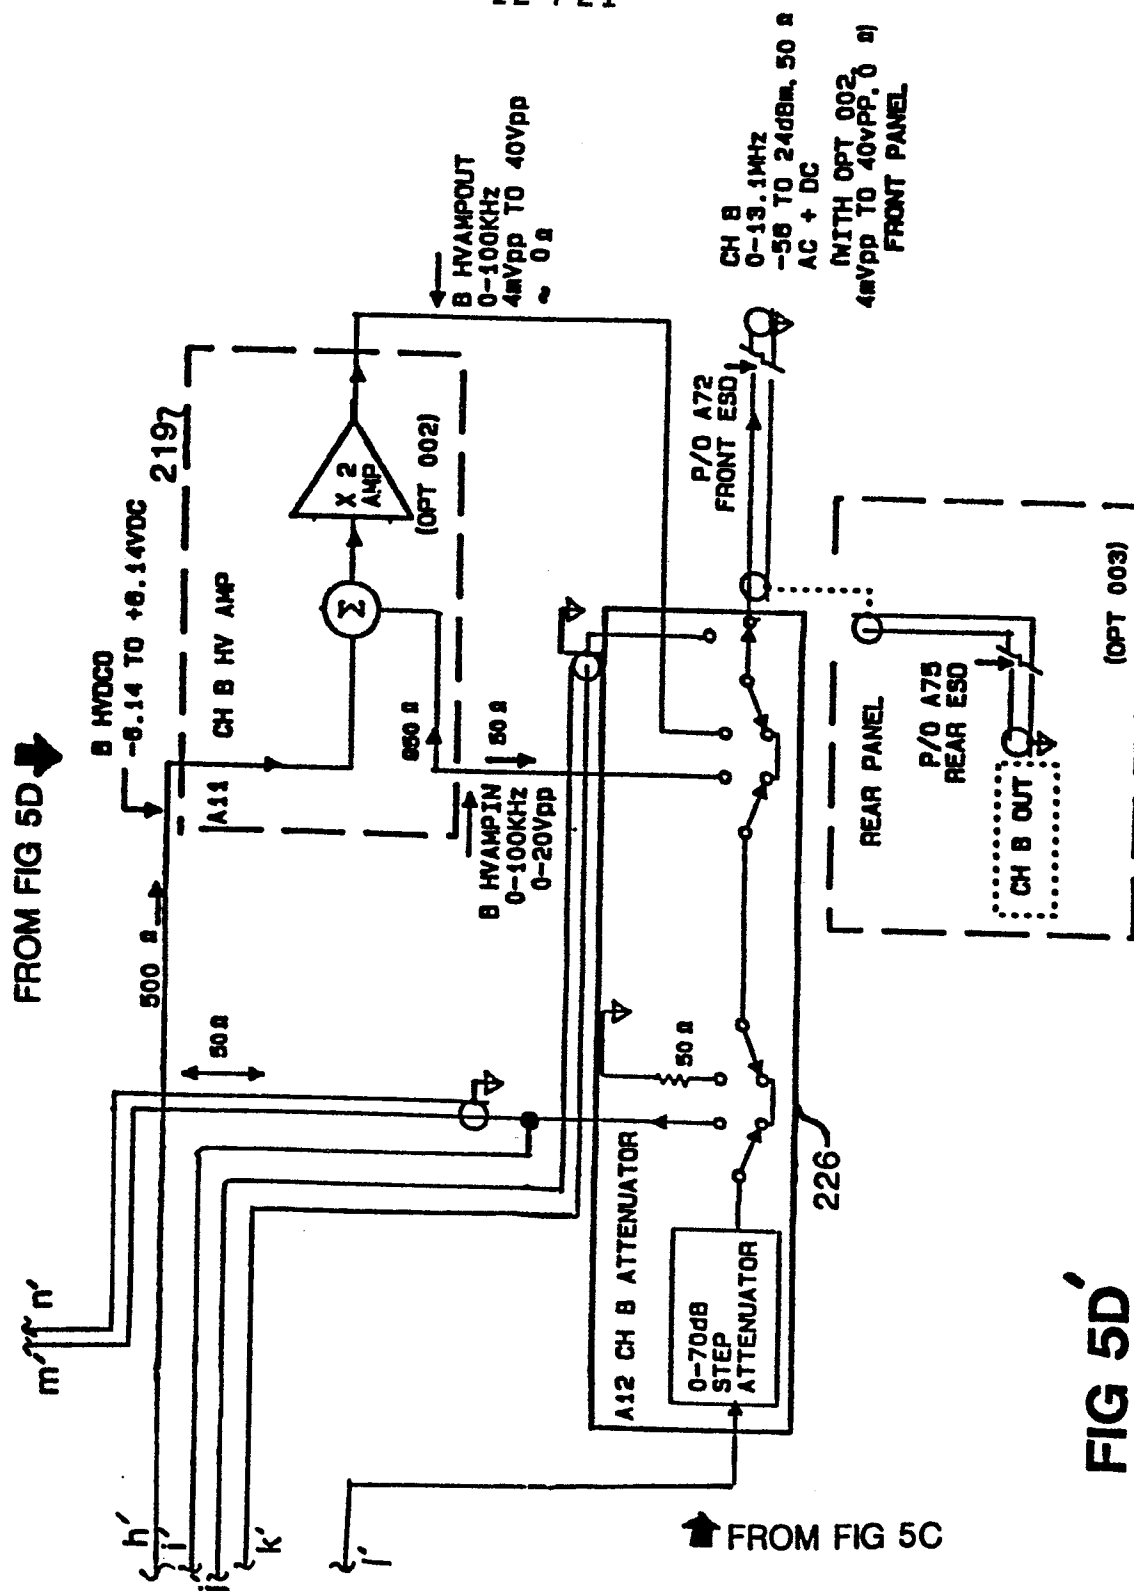 FROM FIG 5D
B HVDCO
-6.14 TO +6.14VDC
2197
500 Ω
A11
CH B HV AMP
Σ
X 2
AMP
(OPT 002)
950 Ω
50 Ω
B HVAMPIN
0-100KHz
0-20Vpp
B HVAMPOUT
0-100KHz
4mVpp TO 40Vpp
~ 0Ω
m'
n'
h'
i'
j
k'
l'
50Ω
A12 CH B ATTENUATOR
0-70dB
STEP
ATTENUATOR
50 Ω
226
P/O A72
FRONT ESD
CH B
0-13.1MHz
-56 TO 24dBm, 50 Ω
AC + DC
(WITH OPT 002,
4mVpp TO 40vPP, 0 Ω)
FRONT PANEL
REAR PANEL
P/O A75
REAR ESD
CH B OUT
(OPT 003)
FROM FIG 5C
FIG 5D'